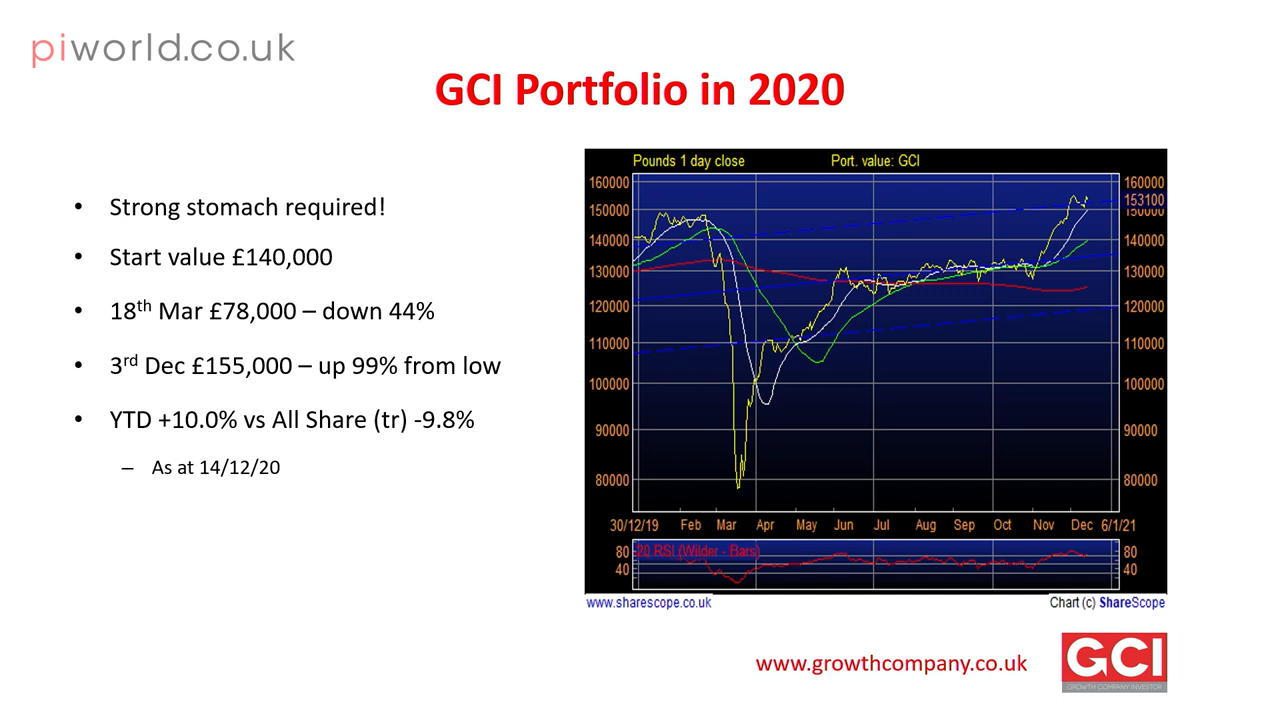 piworld.co.uk
GCI Portfolio in 2020
• Strong stomach required!
• Start value £140,000
• 18th Mar £78,000 – down 44%
• 3rd Dec £155,000 – up 99% from low
• YTD +10.0% vs All Share (tr) -9.8%
– As at 14/12/20
Pounds 1 day close Port. value: GCI
160000 160000
153100
150000 150000
140000 140000
130000 130000
120000 120000
110000 110000
100000 100000
90000 90000
80000 80000
30/12/19 Feb Mar Apr May Jun Jul Aug Sep Oct Nov Dec 6/1/21
20 RSI (Wilder - Bars)
80 80
40 40
www.sharescope.co.uk Chart (c) ShareScope
www.growthcompany.co.uk
GCI
GROWTH COMPANY INVESTOR